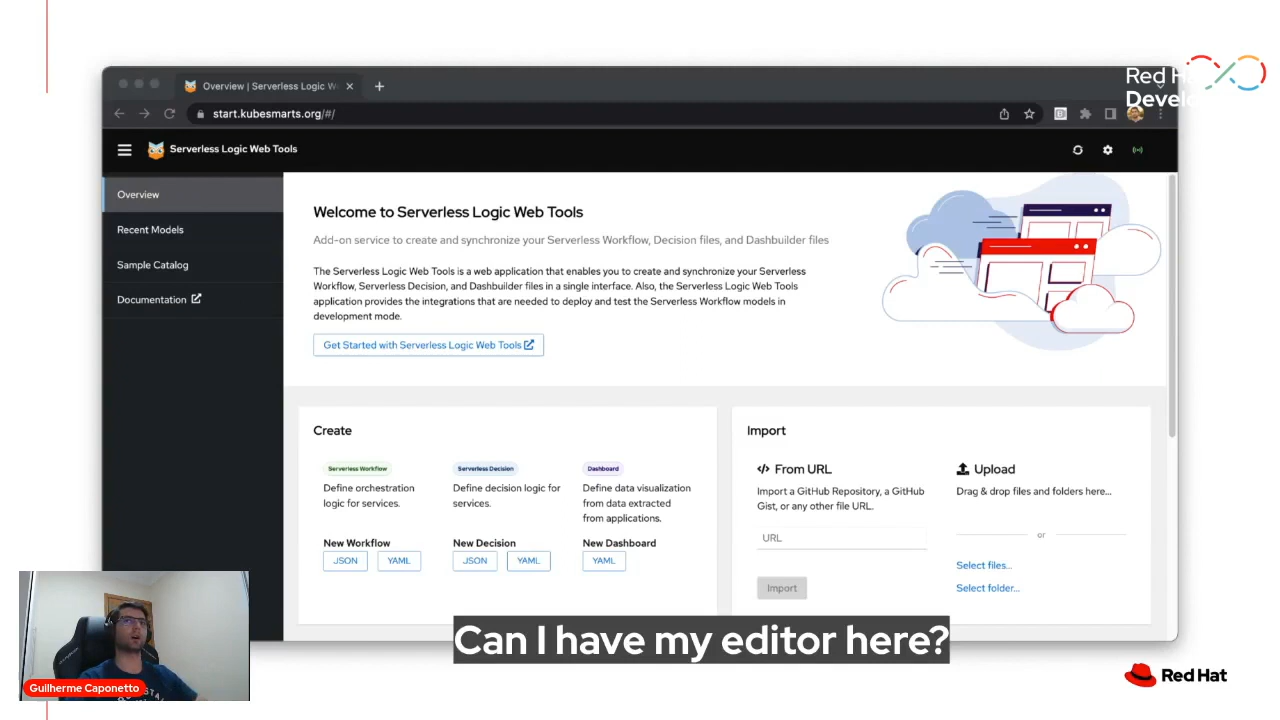 Overview | Serverless Logic W
Red H
Develo
start.kubesmarts.org/#/
Serverless Logic Web Tools
Overview
Recent Models
Sample Catalog
Documentation
Welcome to Serverless Logic Web Tools
Add-on service to create and synchronize your Serverless Workflow, Decision files, and Dashbuilder files
The Serverless Logic Web Tools is a web application that enables you to create and synchronize your Serverless
Workflow, Serverless Decision, and Dashbuilder files in a single interface. Also, the Serverless Logic Web Tools
application provides the integrations that are needed to deploy and test the Serverless Workflow models in
development mode.
Get Started with Serverless Logic Web Tools
Create
Serverless Workflow
Define orchestration
logic for services.
New Workflow
JSON YAML
Serverless Decision
Define decision logic for
services.
New Decision
JSON YAML
Dashboard
Define data visualization
from data extracted
from applications.
New Dashboard
YAML
Import
From URL
Import a GitHub Repository, a GitHub
Gist, or any other file URL.
URL
Import
Upload
Drag & drop files and folders here...
or
Select files...
Select folder...
Can I have my editor here?
Guilherme Caponetto
Red Hat